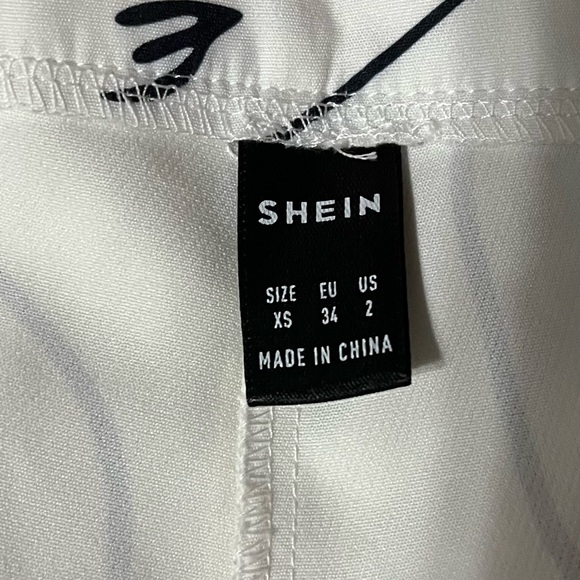 SHEIN
SIZE EU US
XS 34 2
MADE IN CHINA